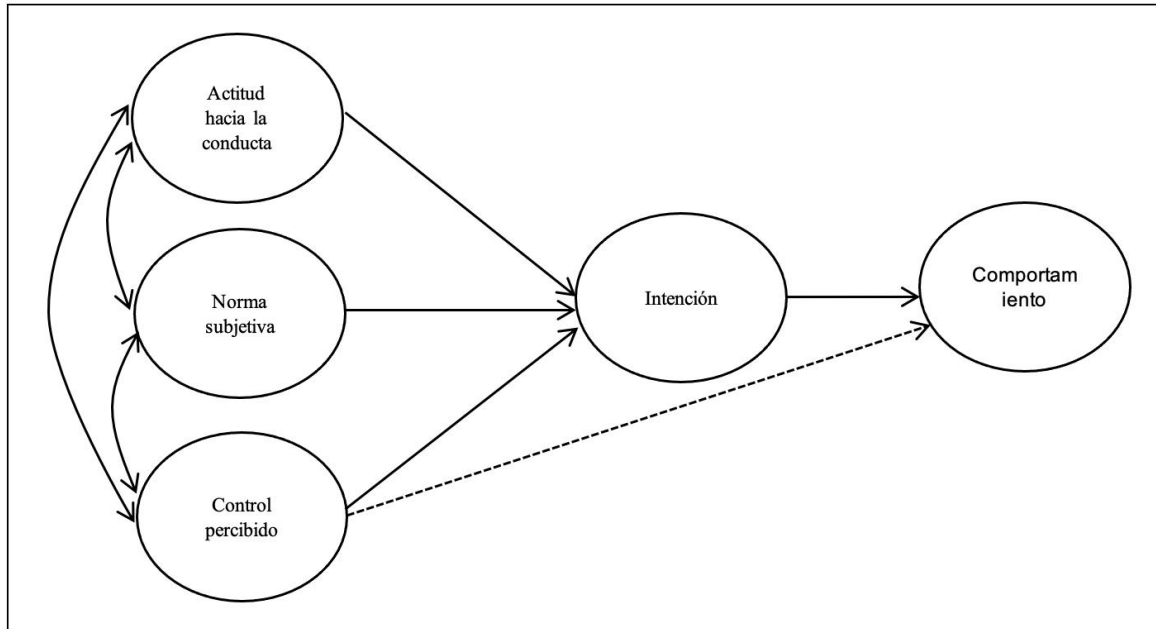 Actitud
hacia la
conducta
Norma
subjetiva
Control
percibido
Intención
Comportam
iento